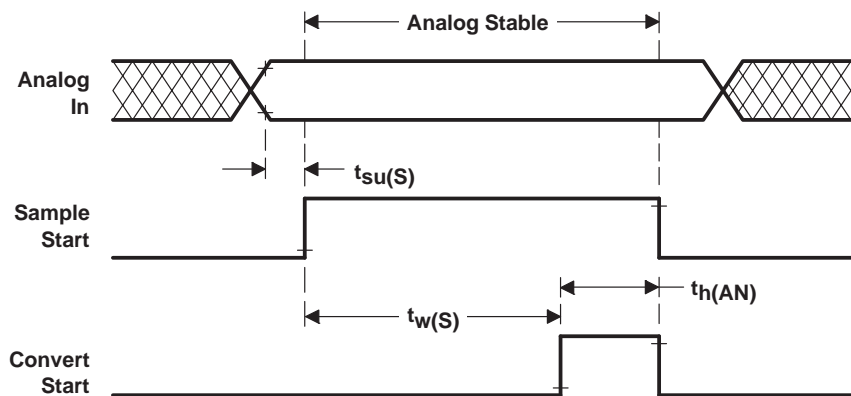 Analog Stable
Analog
In
tsu(S)
Sample
Start
th(AN)
tw(S)
Convert
Start